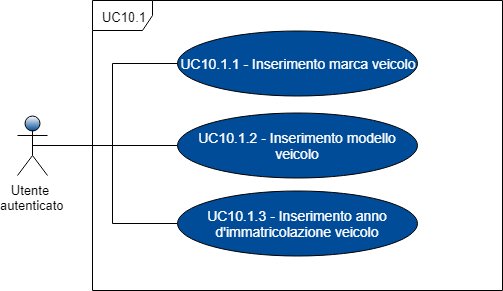 UC10.1
UC10.1.1 - Inserimento marca veicolo
UC10.1.2 - Inserimento modello
veicolo
Utente
autenticato
UC10.1.3 - Inserimento anno
d'immatricolazione veicolo